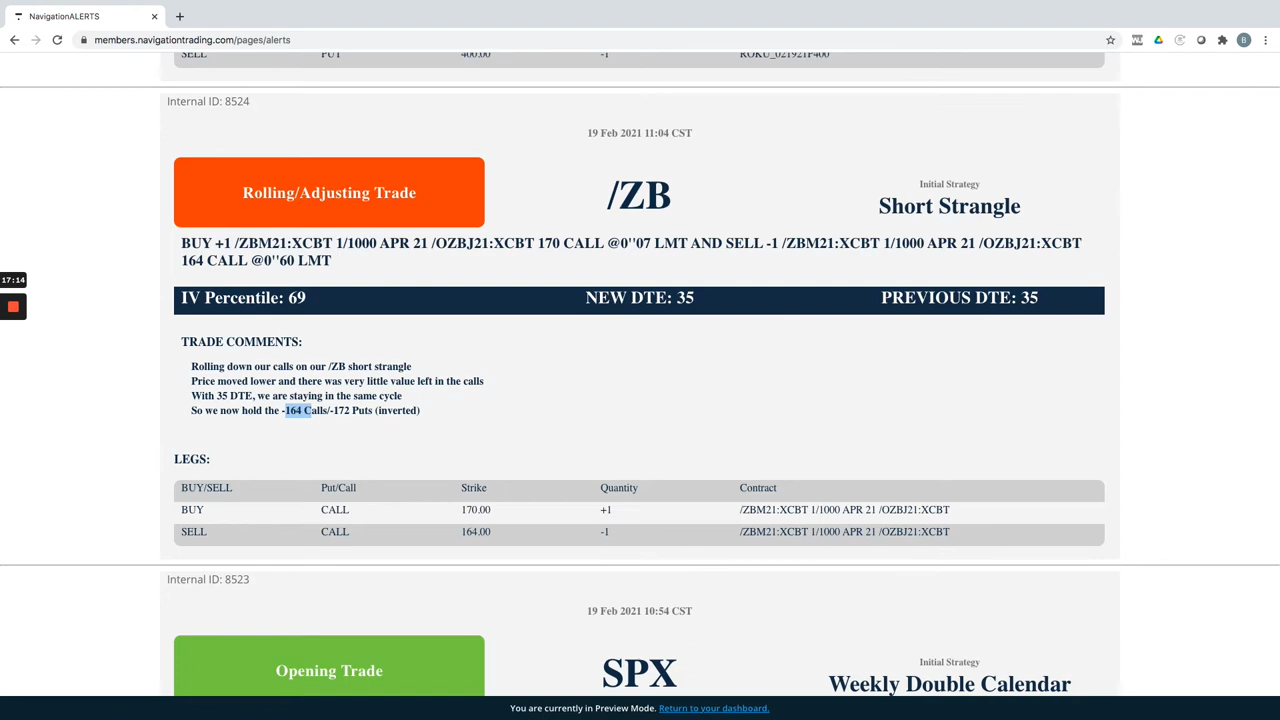 NavigationALERTS
members.navigationtrading.com/pages/alerts
SELL PUT 400.00 -1 ROKU_021921P400
Internal ID: 8524
19 Feb 2021 11:04 CST
Rolling/Adjusting Trade
/ZB
Initial Strategy
Short Strangle
BUY +1 /ZBM21:XCBT 1/1000 APR 21 /OZBJ21:XCBT 170 CALL @0''07 LMT AND SELL -1 /ZBM21:XCBT 1/1000 APR 21 /OZBJ21:XCBT
164 CALL @0''60 LMT
17:14
IV Percentile: 69 NEW DTE: 35 PREVIOUS DTE: 35
TRADE COMMENTS:
Rolling down our calls on our /ZB short strangle
Price moved lower and there was very little value left in the calls
With 35 DTE, we are staying in the same cycle
So we now hold the -164 Calls/-172 Puts (inverted)
LEGS:
BUY/SELL Put/Call Strike Quantity Contract
BUY CALL 170.00 +1 /ZBM21:XCBT 1/1000 APR 21 /OZBJ21:XCBT
SELL CALL 164.00 -1 /ZBM21:XCBT 1/1000 APR 21 /OZBJ21:XCBT
Internal ID: 8523
19 Feb 2021 10:54 CST
Opening Trade
SPX
Initial Strategy
Weekly Double Calendar
You are currently in Preview Mode. Return to your dashboard.